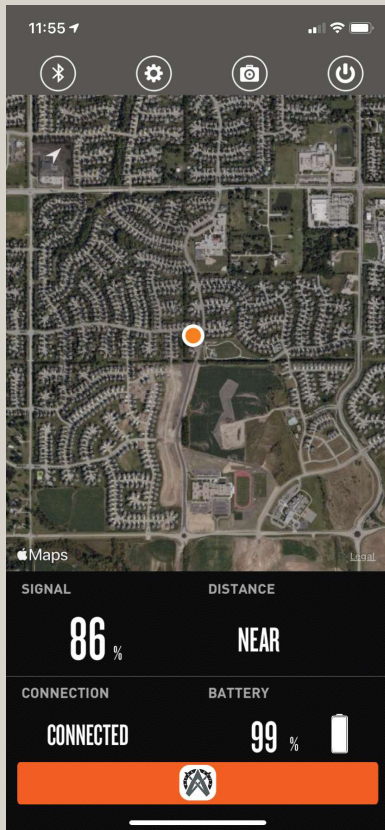 11:55
Maps
Legal
SIGNAL DISTANCE
86 % NEAR
CONNECTION BATTERY
CONNECTED 99 %